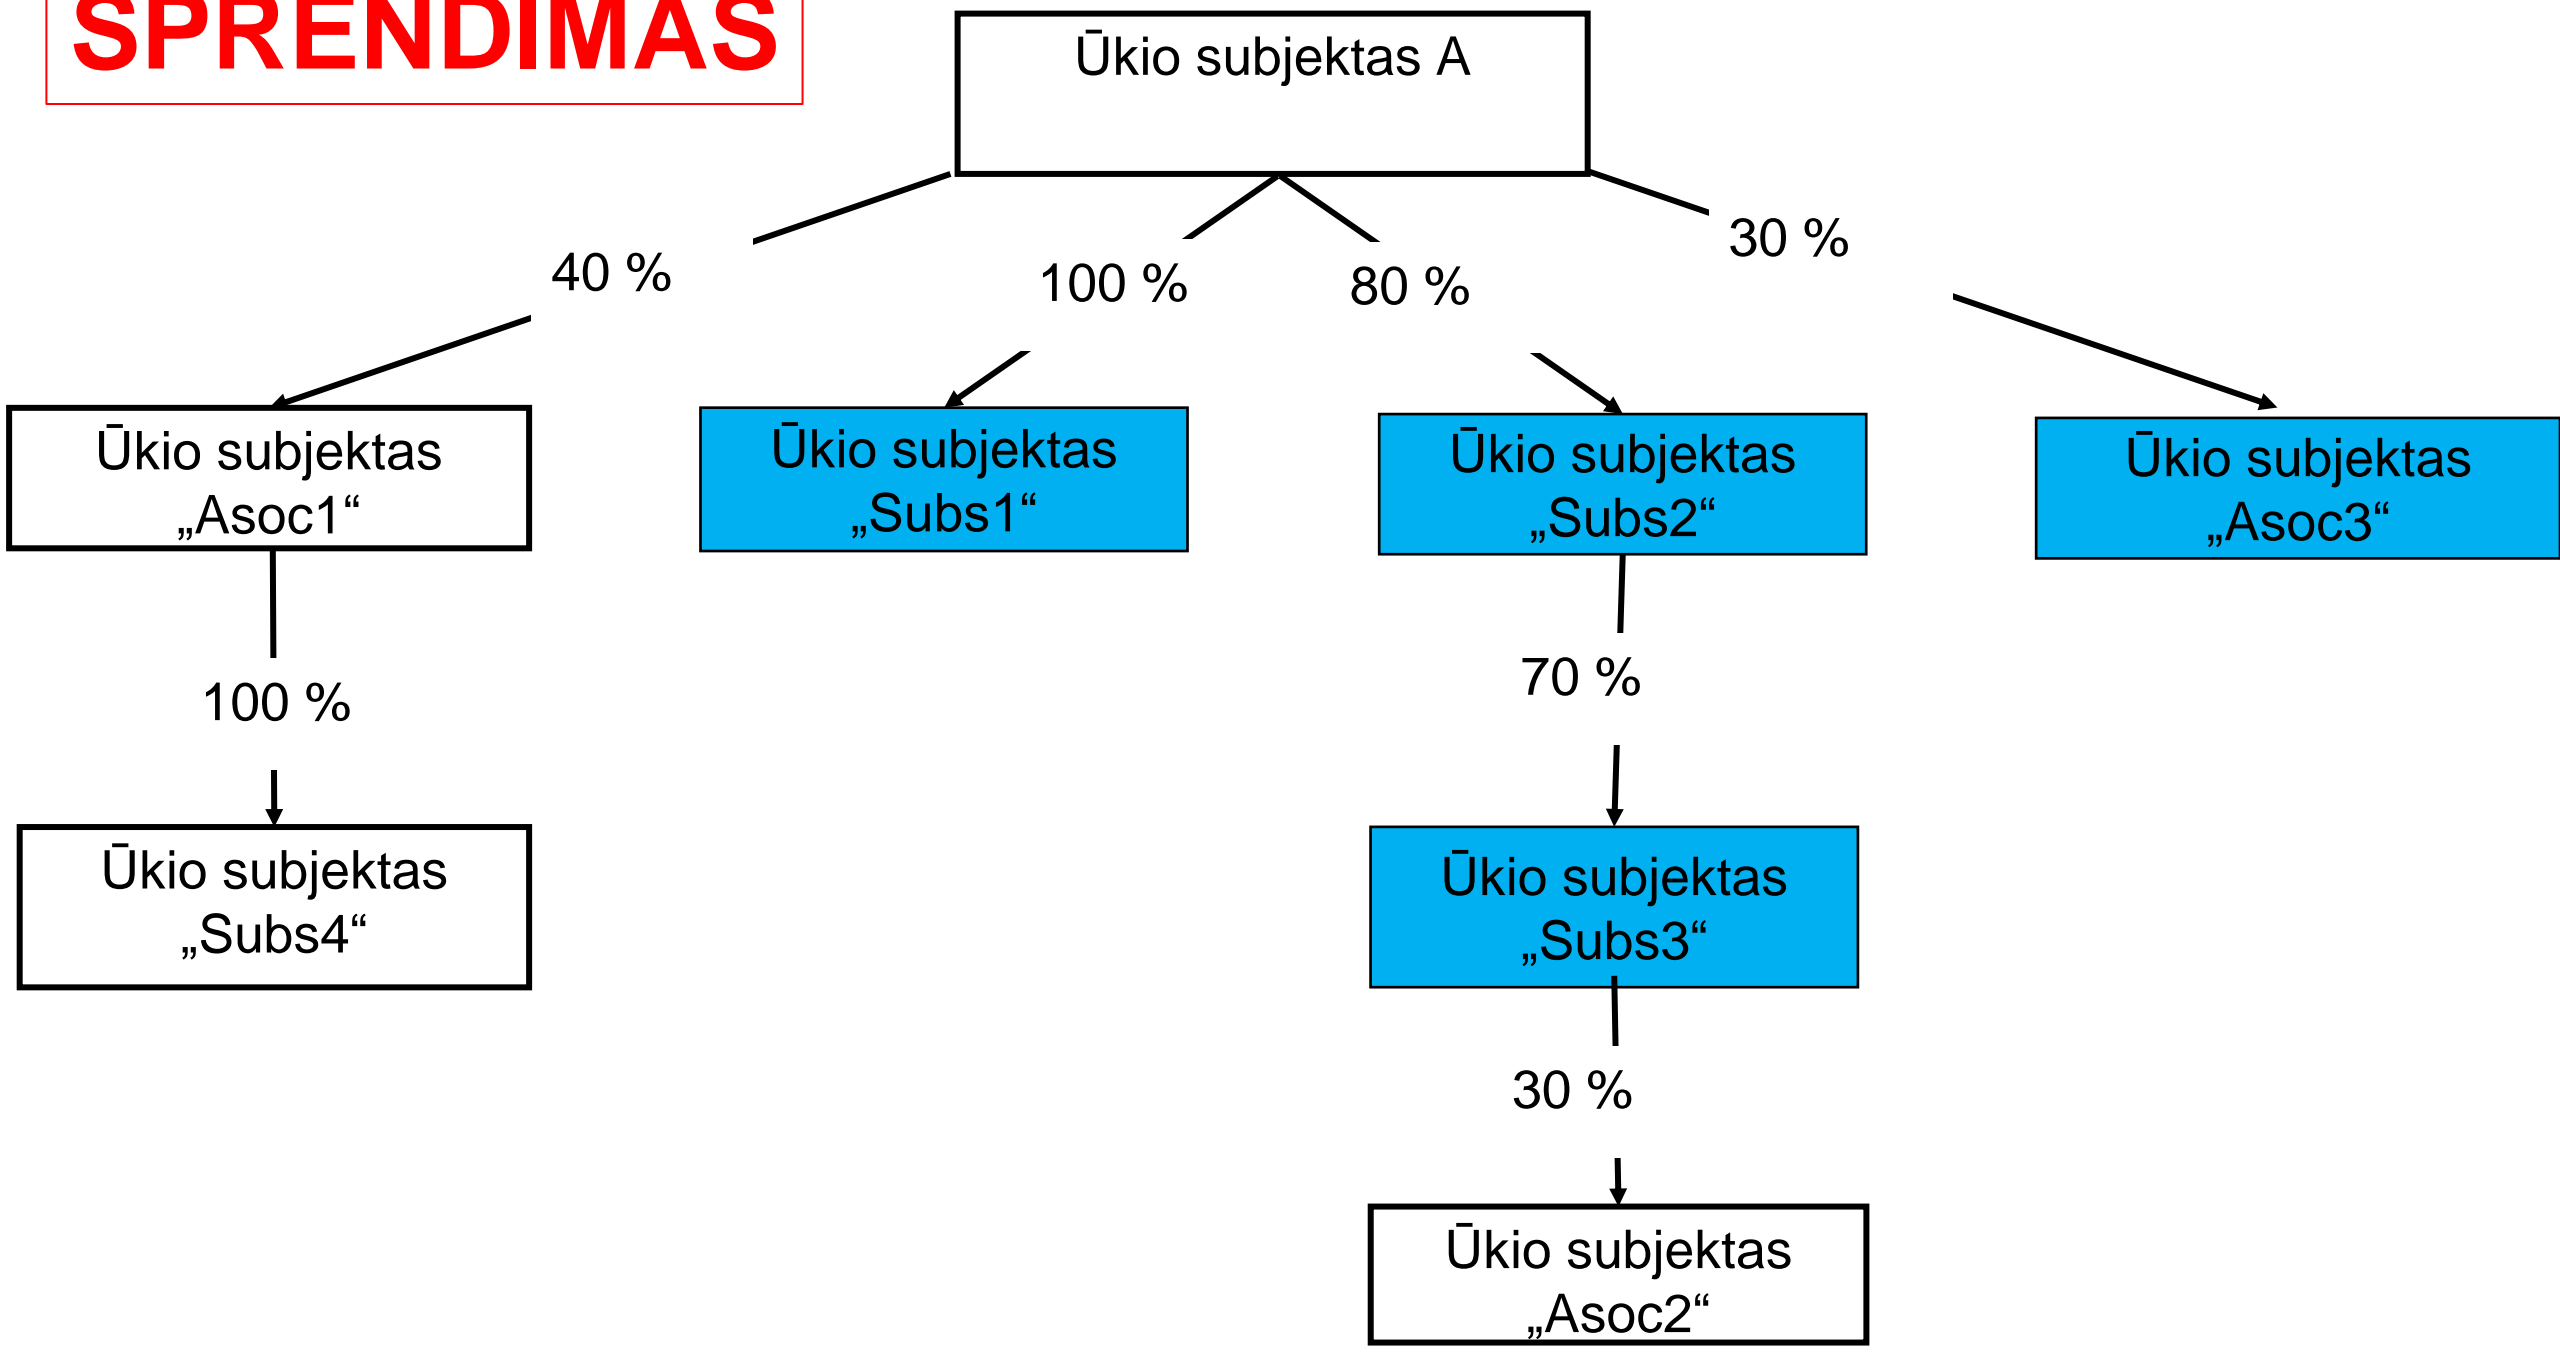 SPRENDIMAS
Ūkio subjektas A
40 %
100 %
80 %
30 %
Ūkio subjektas
„Asoc1“
Ūkio subjektas
„Subs1“
Ūkio subjektas
„Subs2“
Ūkio subjektas
„Asoc3“
100 %
70 %
Ūkio subjektas
„Subs4“
Ūkio subjektas
„Subs3“
30 %
Ūkio subjektas
„Asoc2“